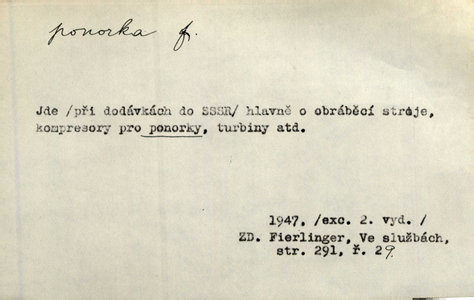 ponorka f.
Jde /při dodávkách do SSSR/ hlavně o obráběcí stroje,
kompresory pro ponorky, turbiny atd.
1947. /exc. 2. vyd. /
ZD. Fierlinger, Ve službách,
str. 291, ř. 29.